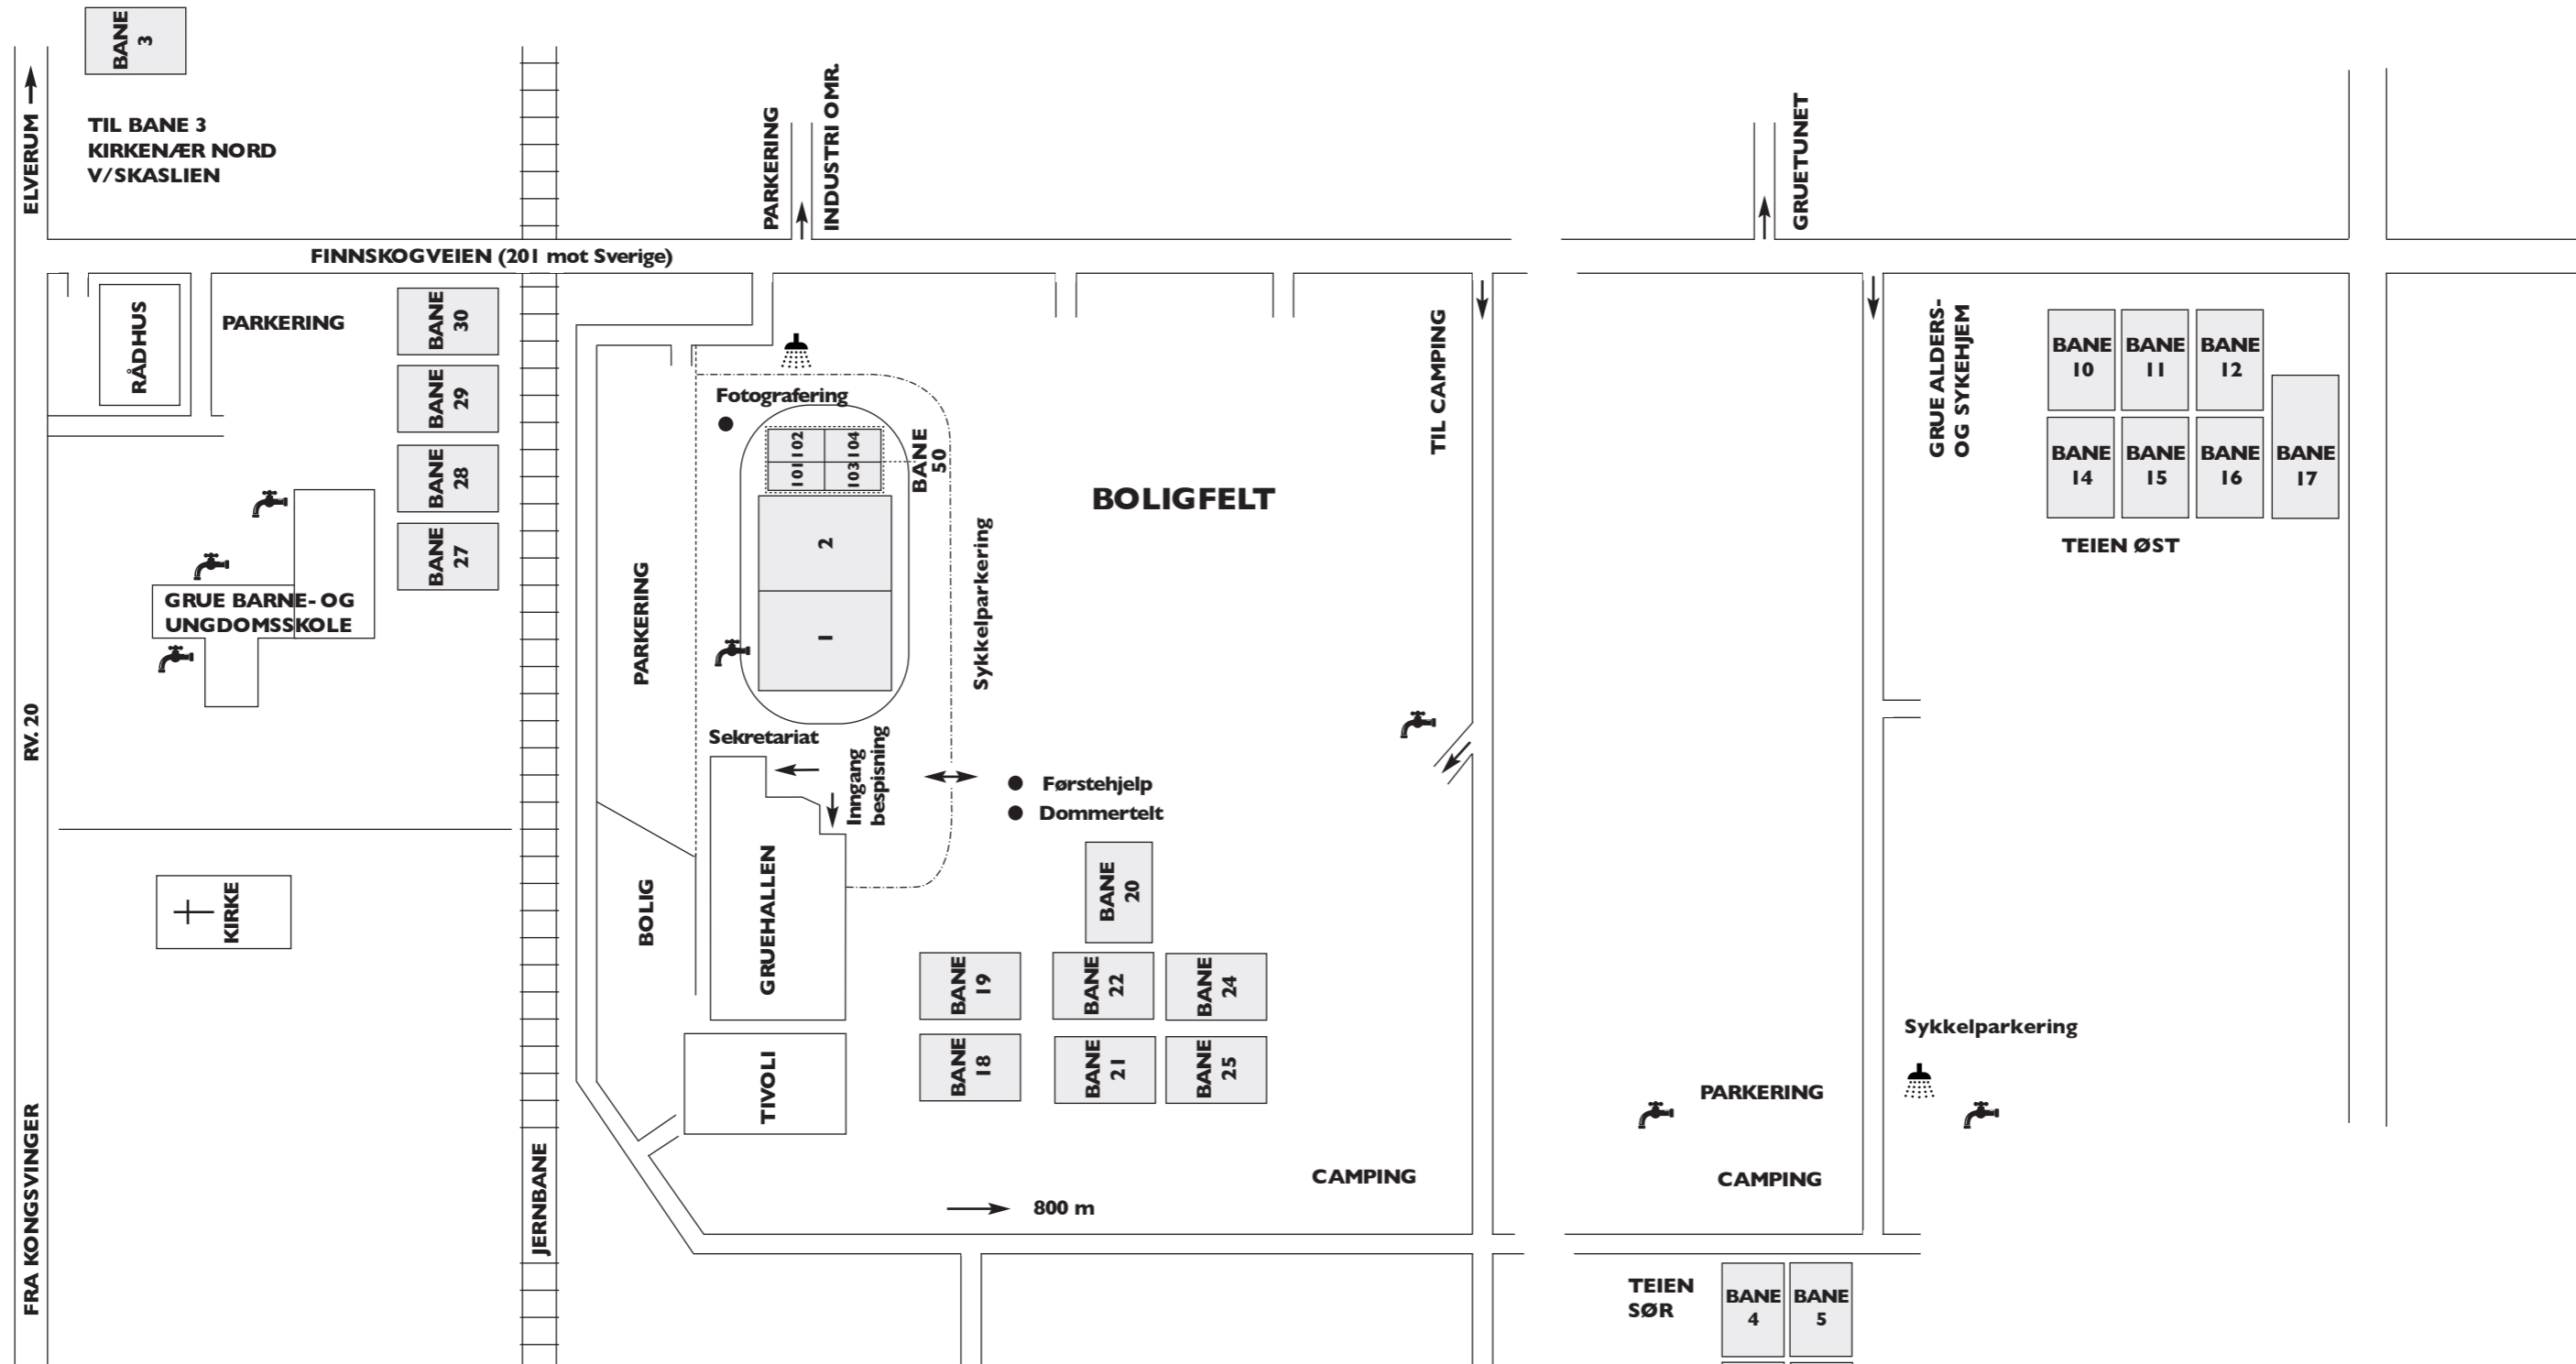 BANE
3
ELVERUM
TIL BANE 3
KIRKENÆR NORD
V/SKASLIEN
PARKERING
INDUSTRI OMR.
GRUETUNET
FINNSKOGVEIEN (201 mot Sverige)
RÅDHUS
PARKERING
BANE
30
BANE
29
BANE
28
BANE
27
GRUE BARNE- OG
UNGDOMSSKOLE
RV. 20
KIRKE
FRA KONGSVINGER
JERNBANE
PARKERING
BOLIG
Fotografering
102
104
101
103
BANE
50
2
1
Sykkelparkering
Sekretariat
Inngang
bespisning
GRUEHALLEN
TIVOLI
BOLIGFELT
Førstehjelp
Dommertelt
BANE
20
BANE
19
BANE
22
BANE
24
BANE
18
BANE
21
BANE
25
800 m
CAMPING
TIL CAMPING
GRUE ALDERS-
OG SYKEHJEM
BANE
10
BANE
11
BANE
12
BANE
14
BANE
15
BANE
16
BANE
17
TEIEN ØST
Sykkelparkering
PARKERING
CAMPING
TEIEN
SØR
BANE
4
BANE
5